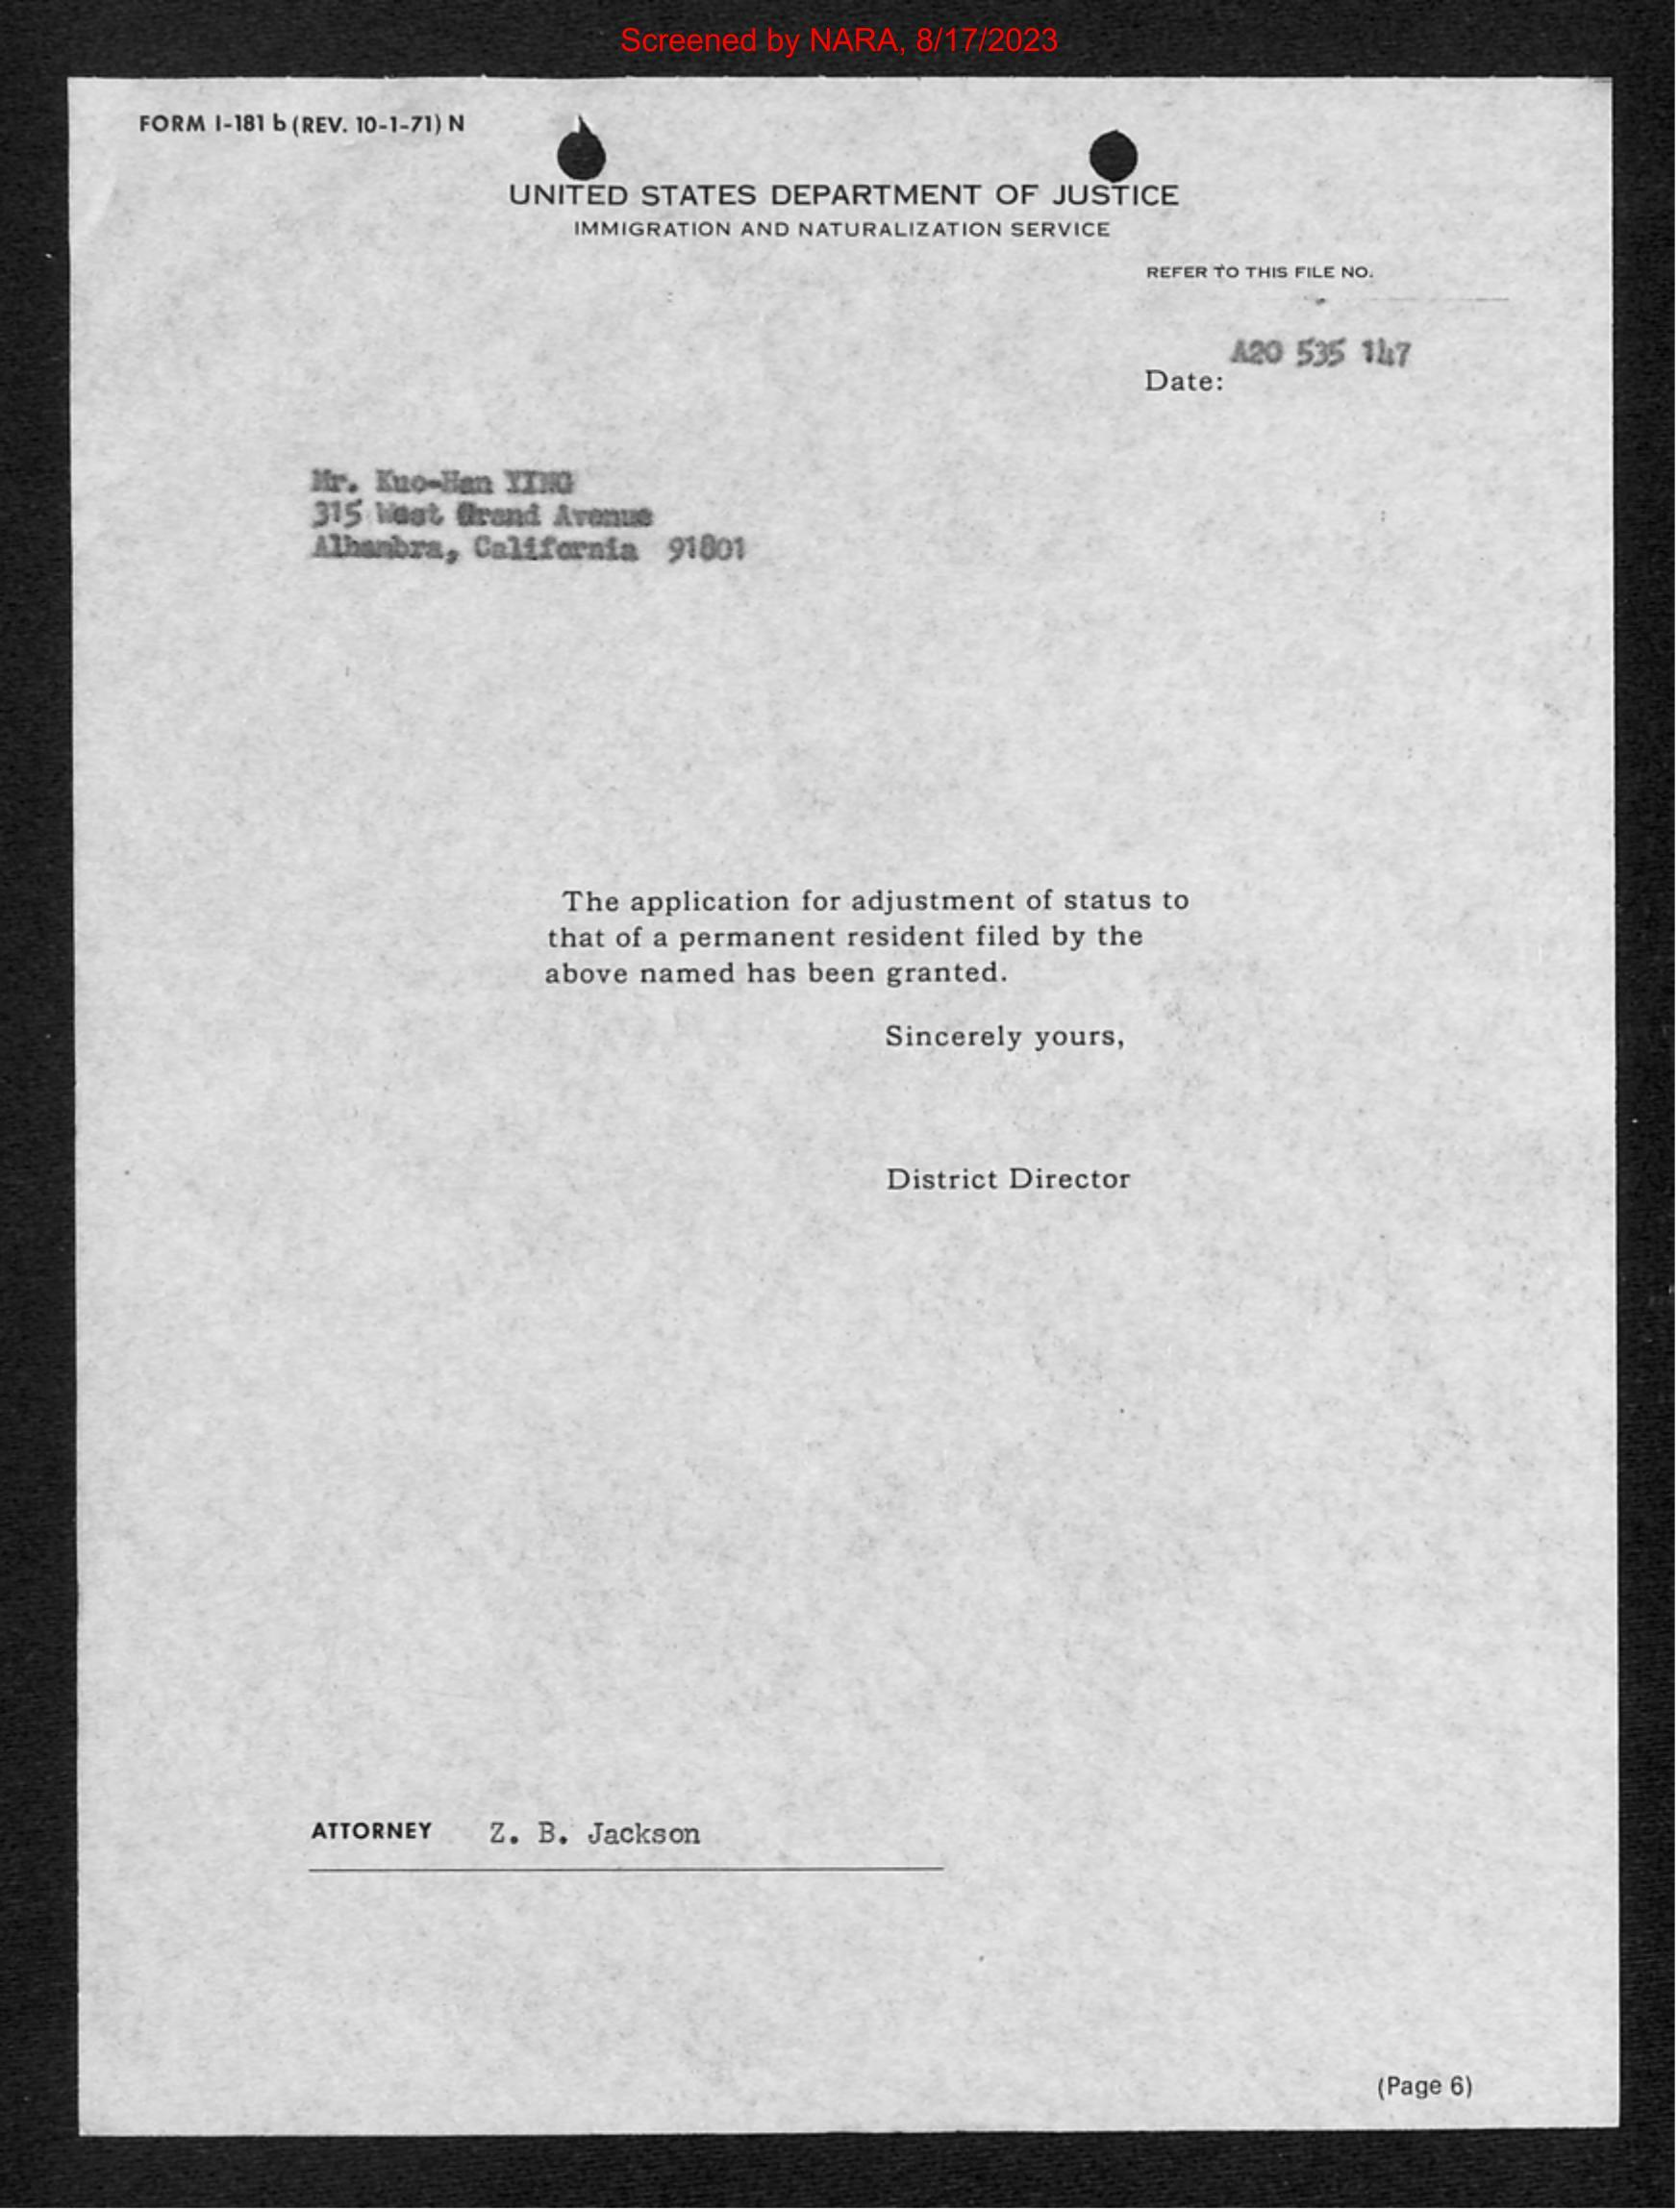 Screened by NARA, 8/17/2023
FORM I-181 b (REV. 10-1-71) N
UNITED STATES DEPARTMENT OF JUSTICE
IMMIGRATION AND NATURALIZATION SERVICE
REFER TO THIS FILE NO.
A20 535 147
Date:
Mr. Kuo-Han YING
315 West Grand Avenue
Alhambra, California 91801
The application for adjustment of status to
that of a permanent resident filed by the
above named has been granted.
Sincerely yours,
District Director
ATTORNEY Z. B. Jackson
(Page 6)